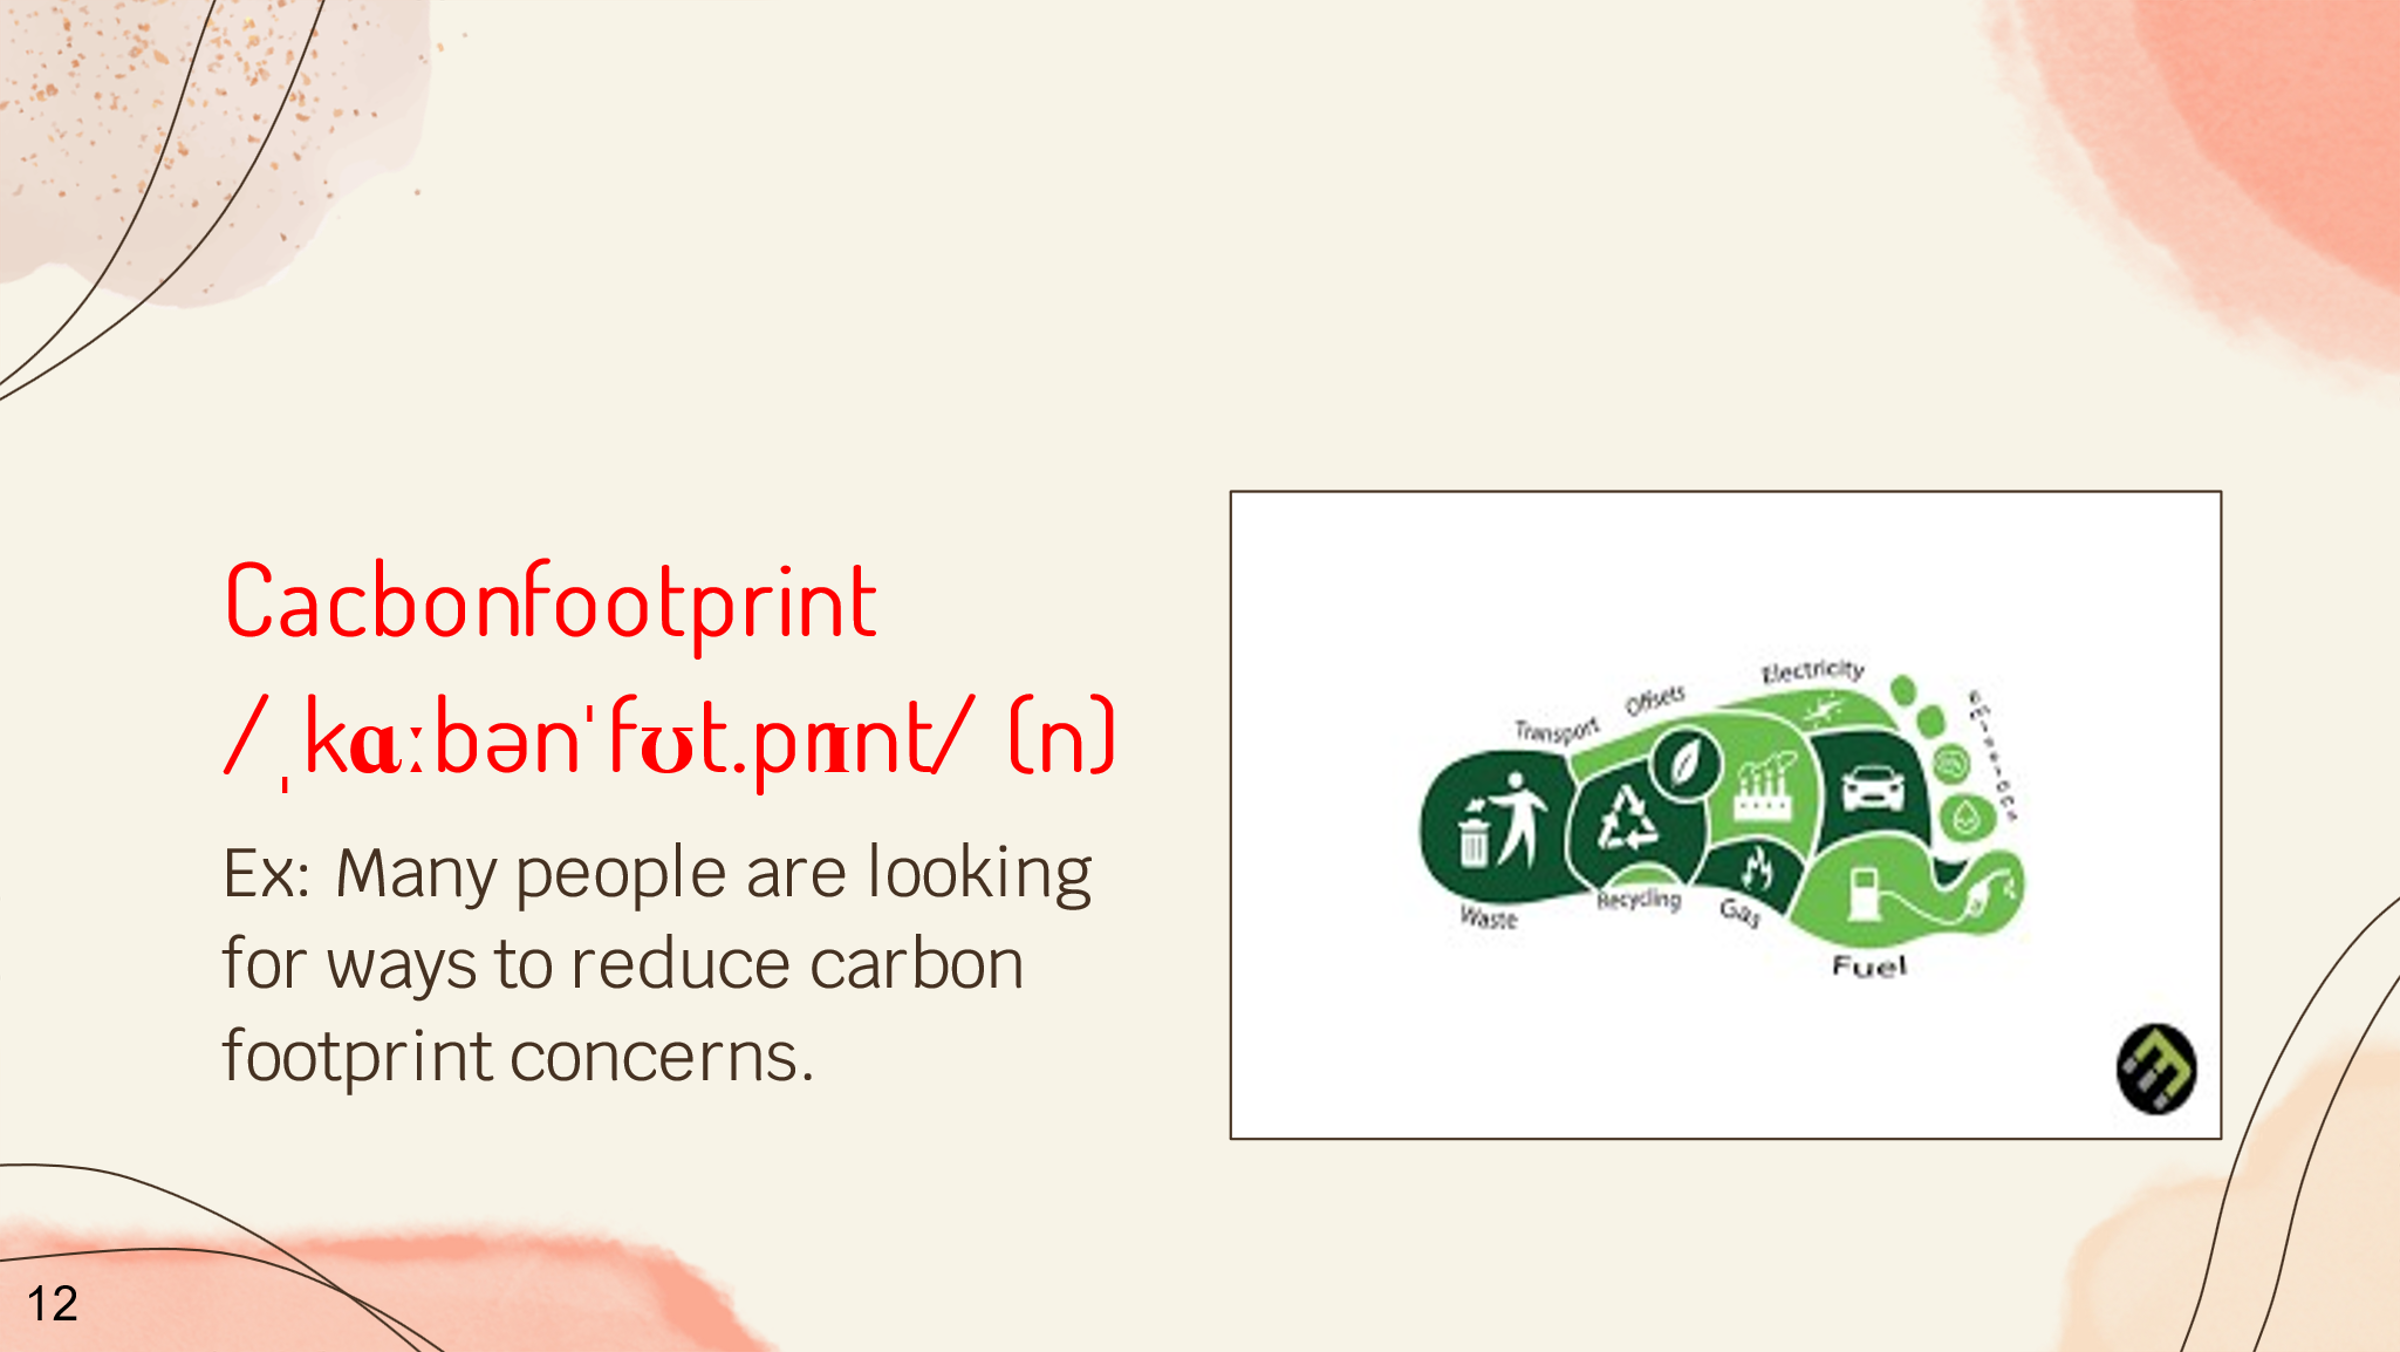 Cacbonfootprint
/ˌkɑːbənˈfʊt.prɪnt/ (n)
Ex: Many people are looking
for ways to reduce carbon
footprint concerns.
Electricity
Offsets
Transport
Waste
Recycling
Gas
Fuel
12